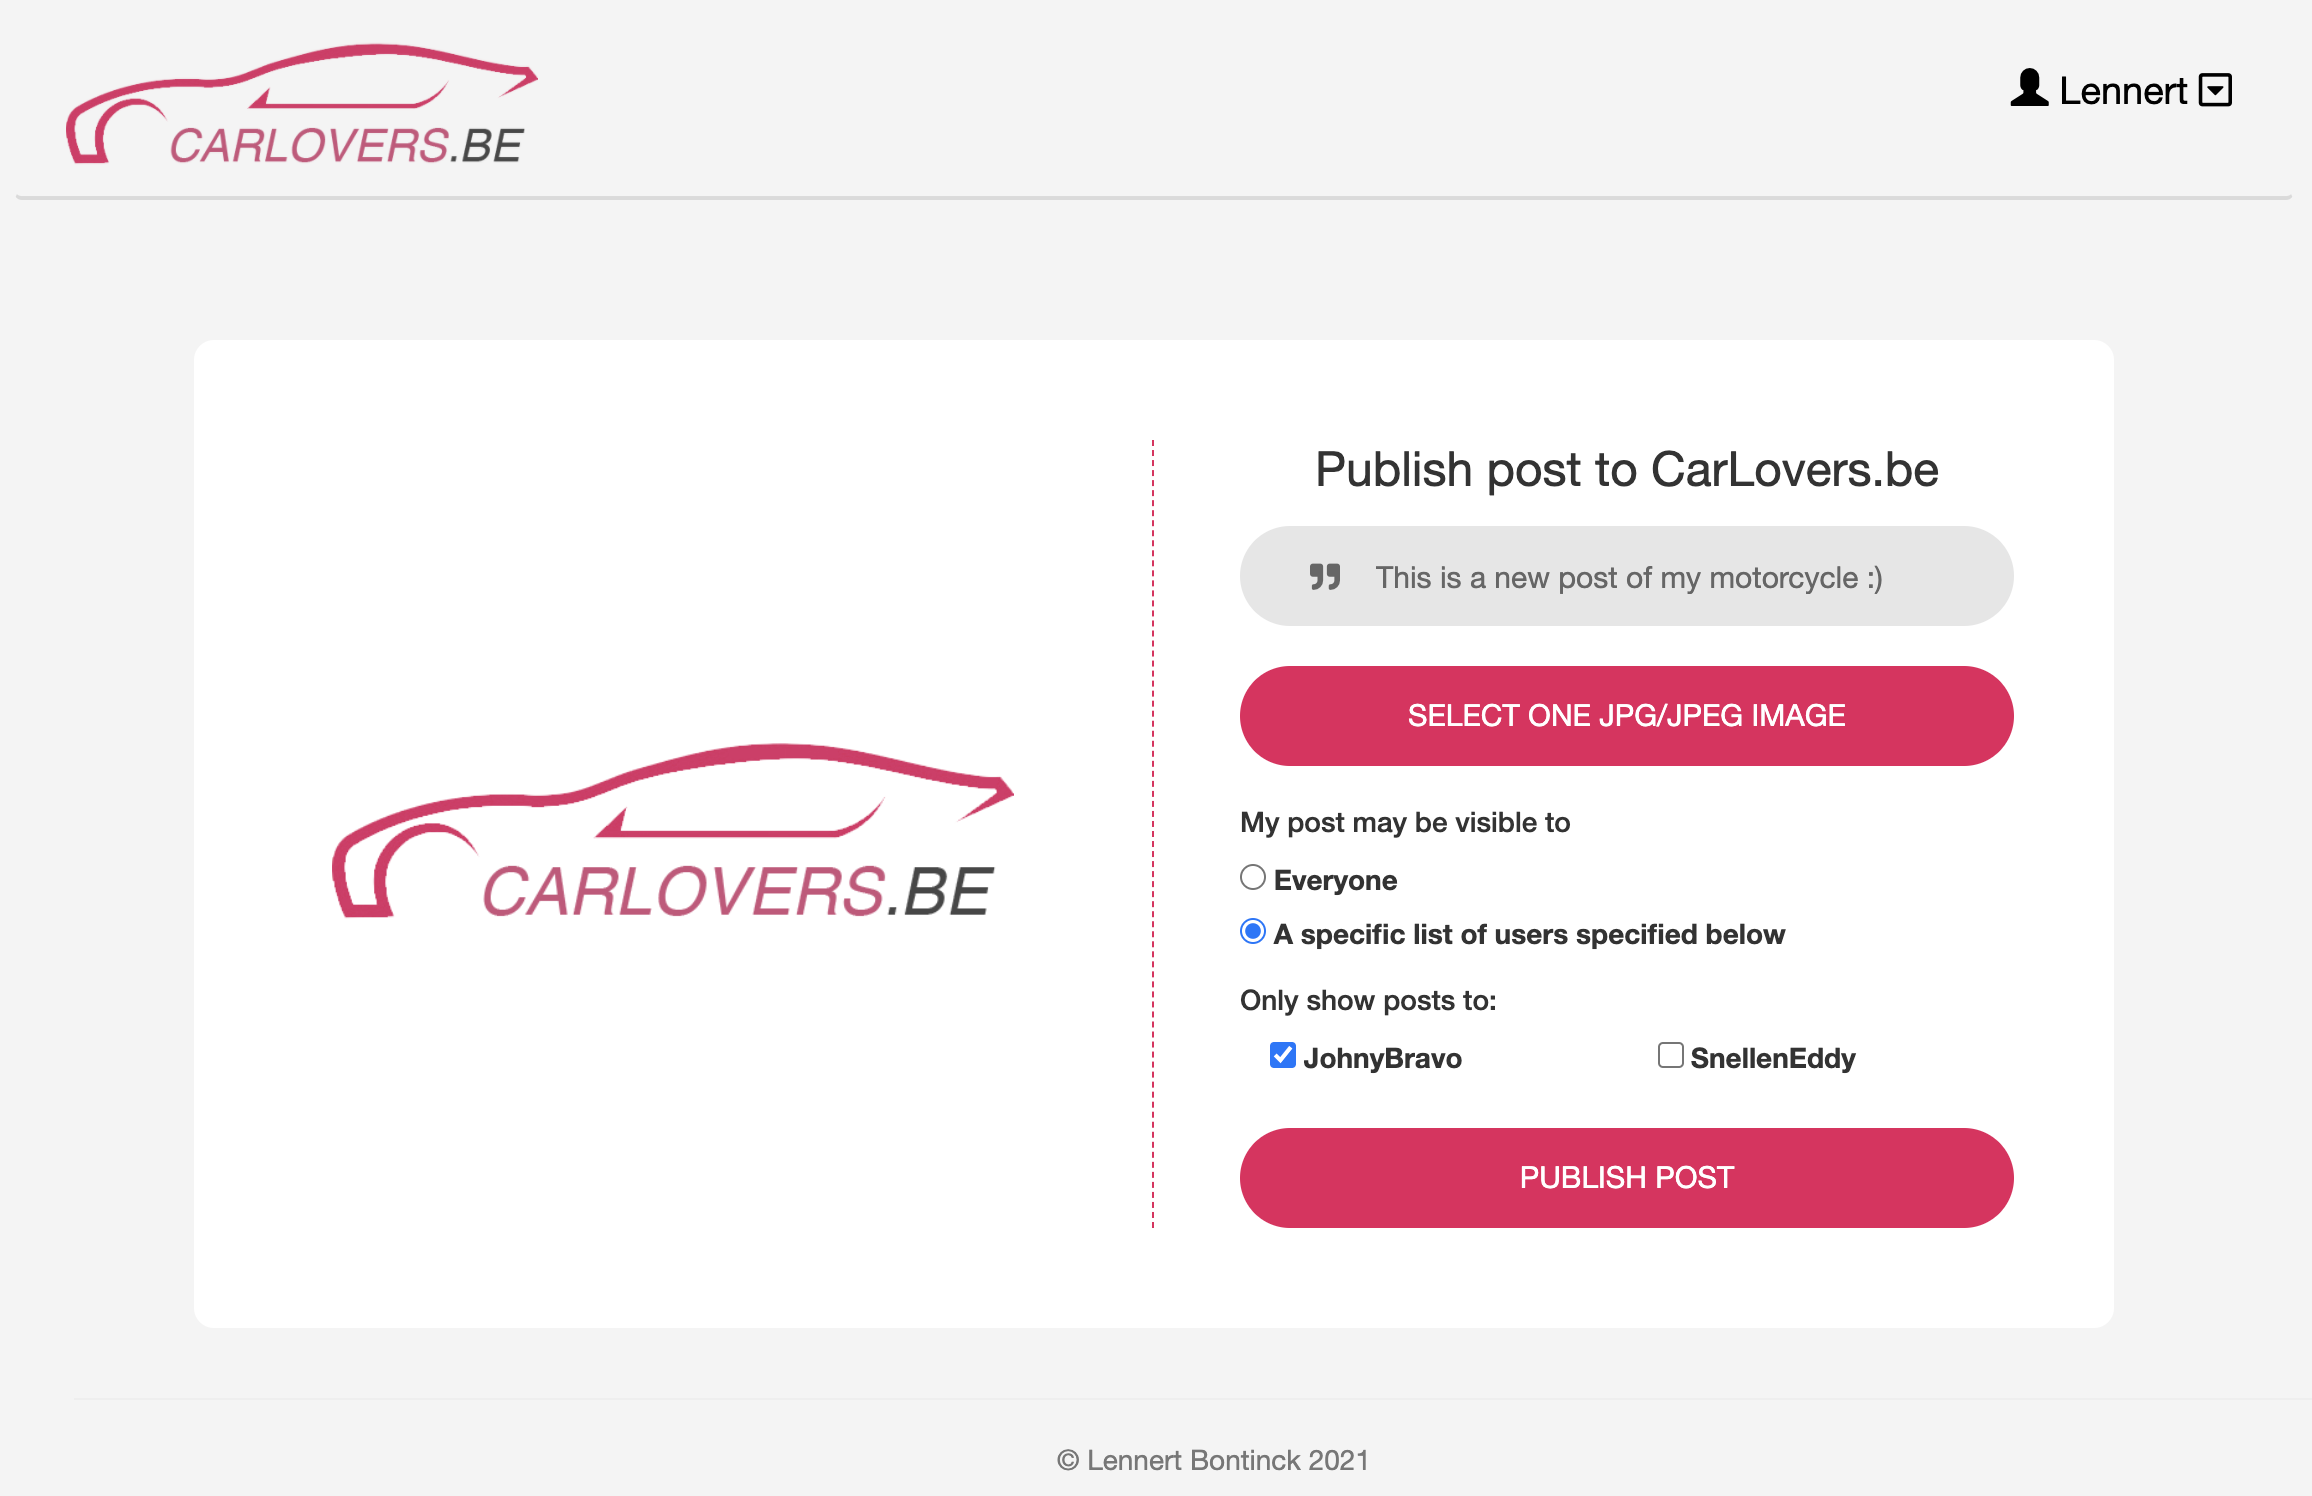 CARLOVERS.BE
Lennert
Publish post to CarLovers.be
This is a new post of my motorcycle :)
SELECT ONE JPG/JPEG IMAGE
My post may be visible to
Everyone
A specific list of users specified below
CARLOVERS.BE
Only show posts to:
JohnyBravo
SnellenEddy
PUBLISH POST
© Lennert Bontinck 2021